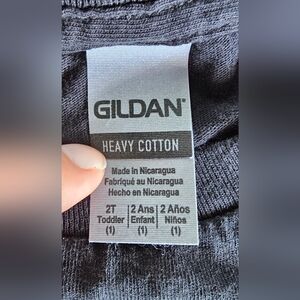 GILDAN®
HEAVY COTTON
Made in Nicaragua
Fabriqué au Nicaragua
Hecho en Nicaragua
2T | 2 Ans | 2 Años
Toddler | Enfant | Niños
(1) | (1) | (1)